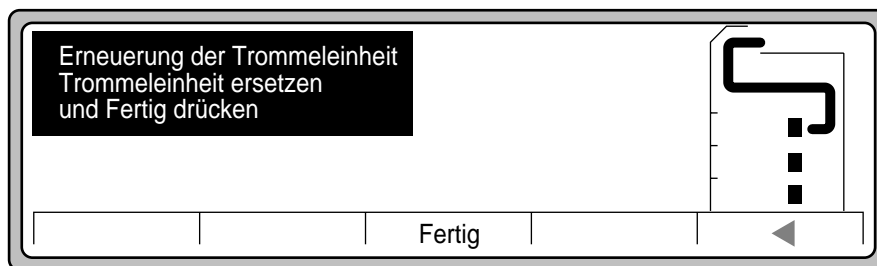 Erneuerung der Trommeleinheit
Trommeleinheit ersetzen
und Fertig drücken
Fertig